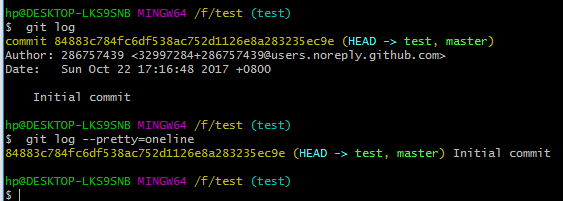 hp@DESKTOP-LKS9SNB MINGW64 /f/test (test)
$ git log
commit 84883c784fc6df538ac752d1126e8a283235ec9e (HEAD -> test, master)
Author: 286757439 <32997284+286757439@users.noreply.github.com>
Date:   Sun Oct 22 17:16:48 2017 +0800
Initial commit
hp@DESKTOP-LKS9SNB MINGW64 /f/test (test)
$ git log --pretty=oneline
84883c784fc6df538ac752d1126e8a283235ec9e (HEAD -> test, master) Initial commit
hp@DESKTOP-LKS9SNB MINGW64 /f/test (test)
$